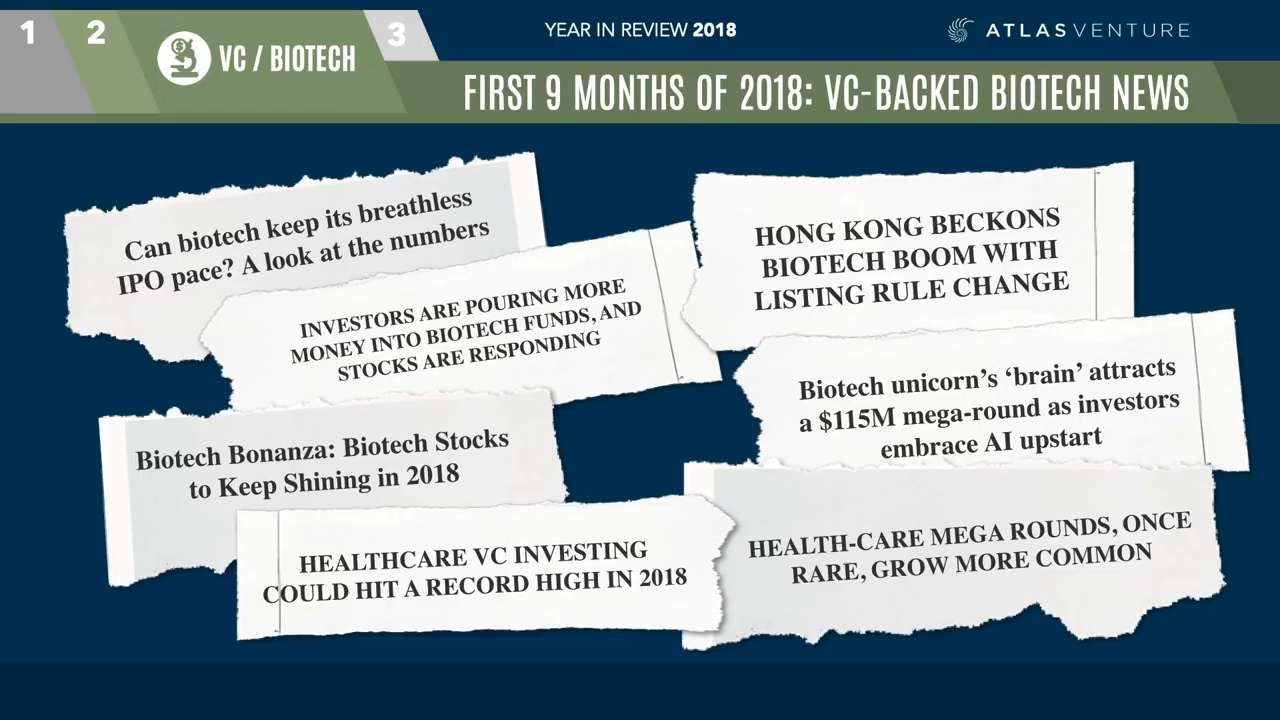 1
2
VC / BIOTECH
3
YEAR IN REVIEW 2018
ATLAS VENTURE
FIRST 9 MONTHS OF 2018: VC-BACKED BIOTECH NEWS
Can biotech keep its breathless
IPO pace? A look at the numbers
INVESTORS ARE POURING MORE
MONEY INTO BIOTECH FUNDS, AND
STOCKS ARE RESPONDING
Biotech Bonanza: Biotech Stocks
to Keep Shining in 2018
HEALTHCARE VC INVESTING
COULD HIT A RECORD HIGH IN 2018
HONG KONG BECKONS
BIOTECH BOOM WITH
LISTING RULE CHANGE
Biotech unicorn’s ‘brain’ attracts
a $115M mega-round as investors
embrace AI upstart
HEALTH-CARE MEGA ROUNDS, ONCE
RARE, GROW MORE COMMON